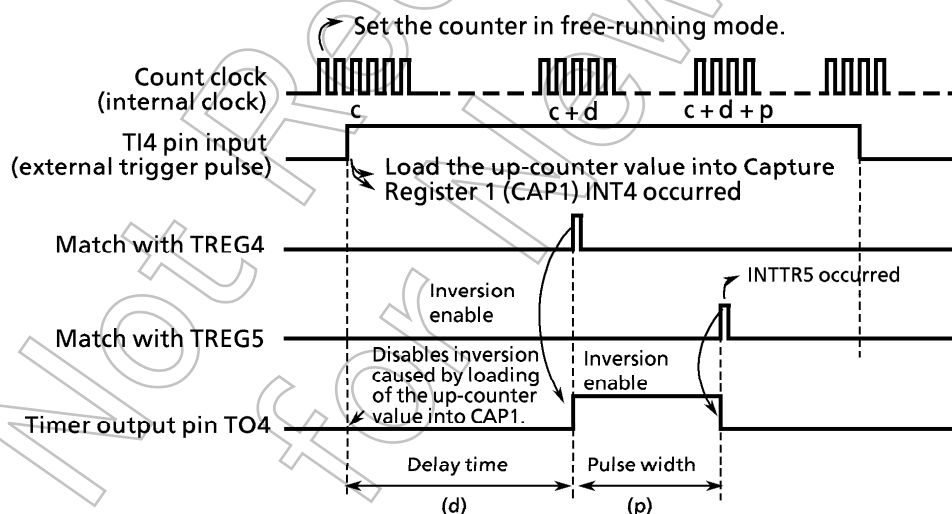 Set the counter in free-running mode.
Count clock
(internal clock)
c
c + d
c + d + p
TI4 pin input
(external trigger pulse)
Load the up-counter value into Capture
Register 1 (CAP1) INT4 occurred
Match with TREG4
Inversion
enable
INTTR5 occurred
Match with TREG5
Disables inversion
caused by loading
of the up-counter
value into CAP1.
Inversion
enable
Timer output pin TO4
Delay time
Pulse width
(d)
(p)
Not Re
for New